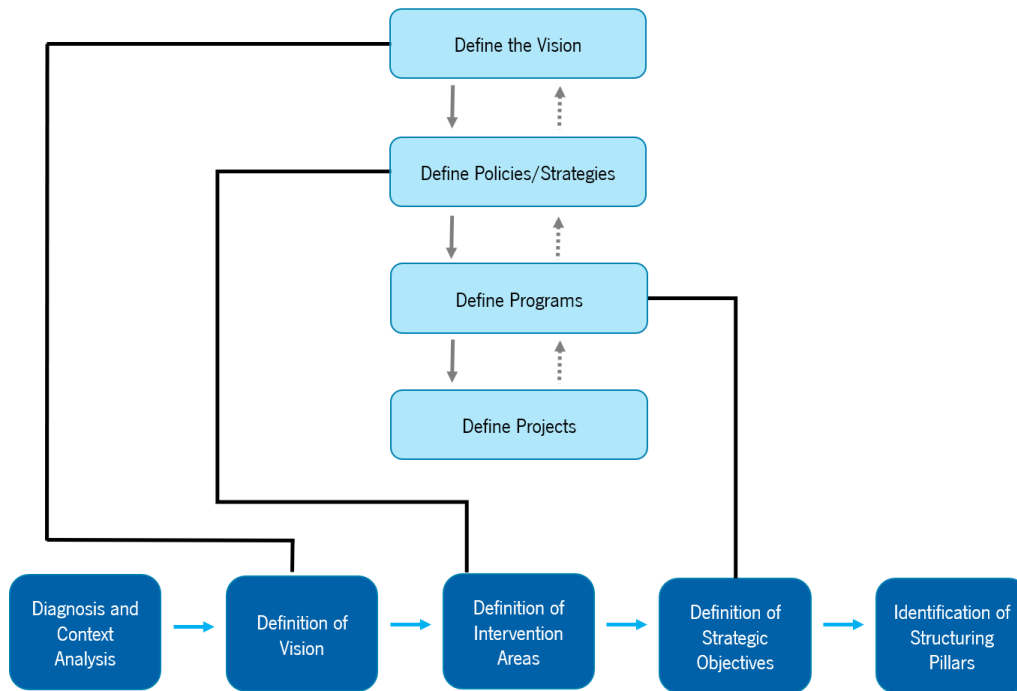 Define the Vision
Define Policies/Strategies
Define Programs
Define Projects
Diagnosis and
Context
Analysis
Definition of
Vision
Definition of
Intervention
Areas
Definition of
Strategic
Objectives
Identification of
Structuring
Pillars